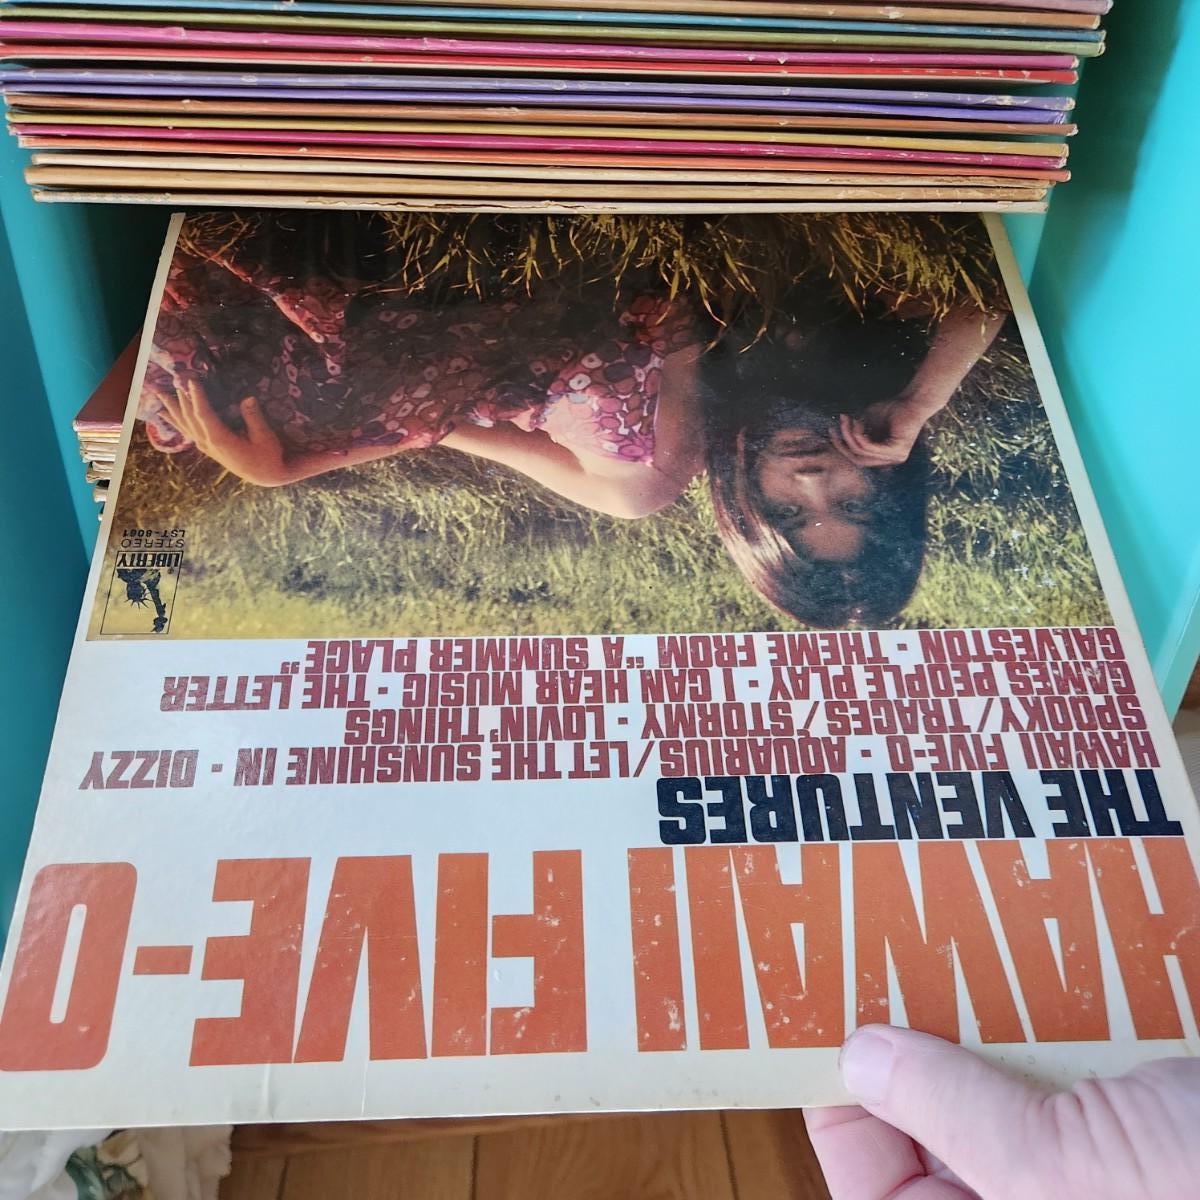 HAWAII FIVE-O
THE VENTURES
HAWAII FIVE-O · AQUARIUS/LET THE SUNSHINE IN · DIZZY
SPOOKY/TRACES/STORMY · LOVIN' THINGS
GAMES PEOPLE PLAY · I CAN HEAR MUSIC · THE LETTER
GALVESTON · THEME FROM “A SUMMER PLACE”
LIBERTY
STEREO
LST-8061